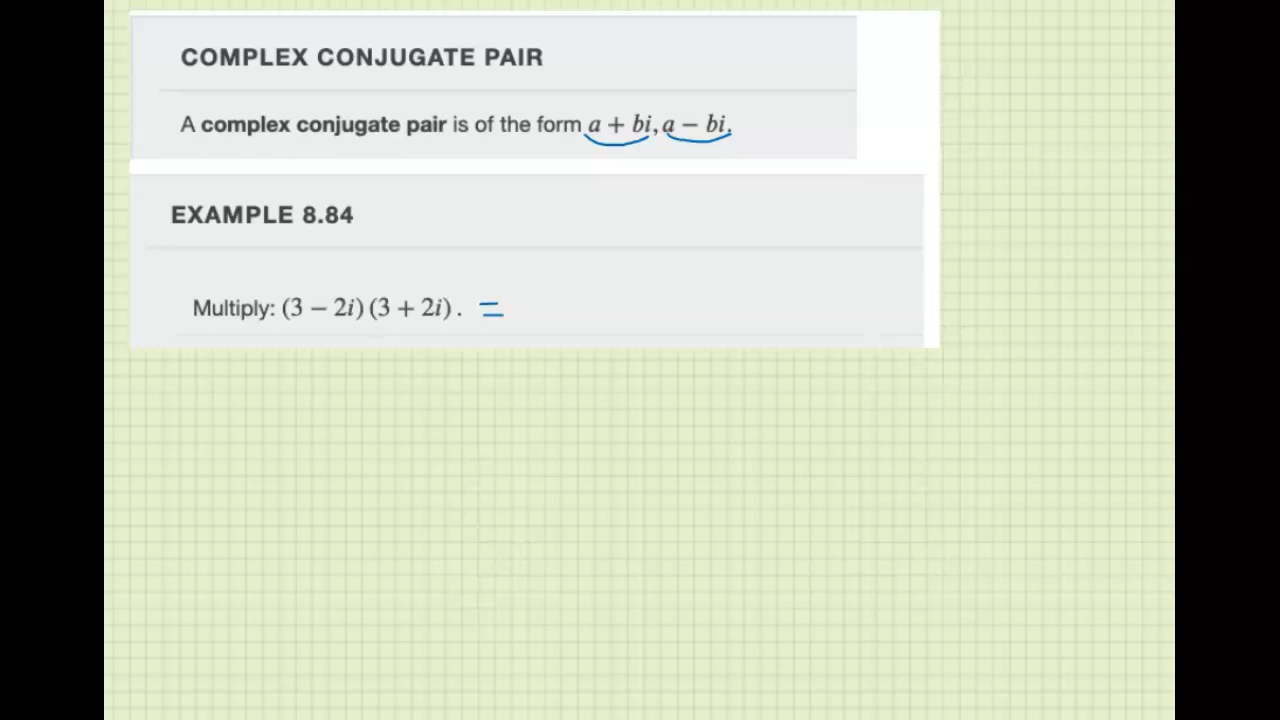 COMPLEX CONJUGATE PAIR
A complex conjugate pair is of the form a + bi, a − bi.
EXAMPLE 8.84
Multiply: (3 − 2i) (3 + 2i) . =